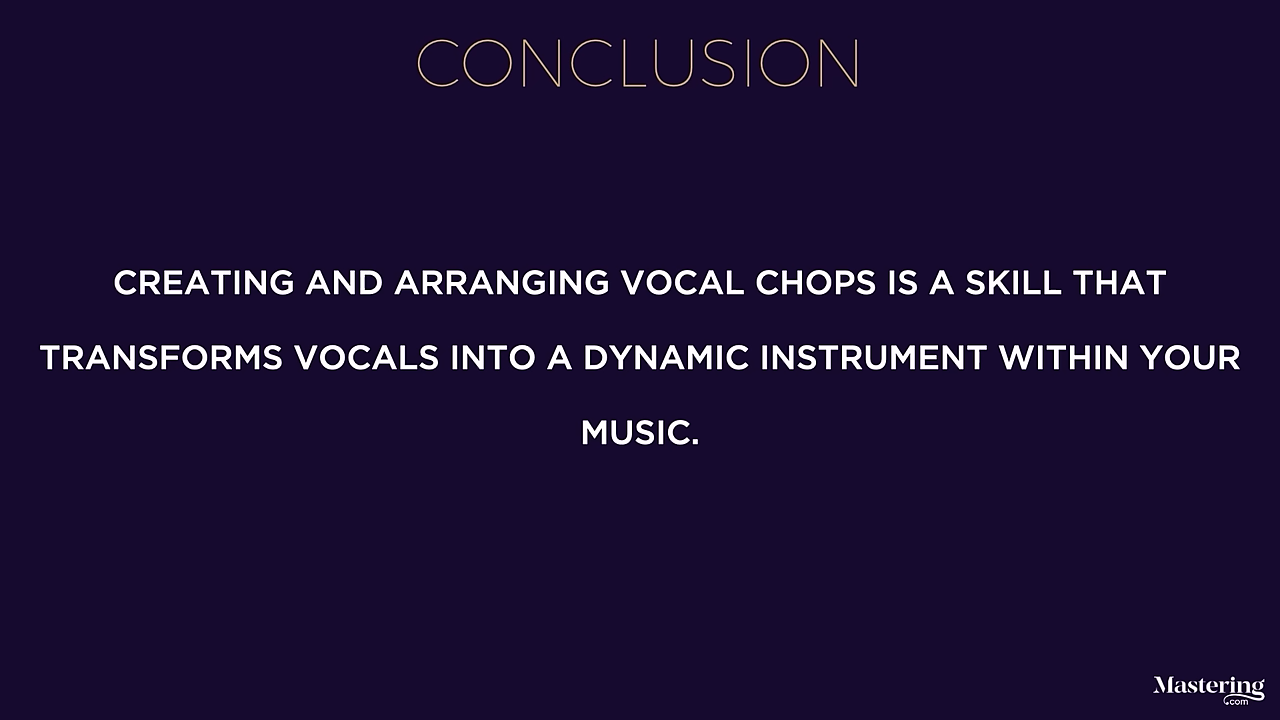 CONCLUSION
CREATING AND ARRANGING VOCAL CHOPS IS A SKILL THAT
TRANSFORMS VOCALS INTO A DYNAMIC INSTRUMENT WITHIN YOUR
MUSIC.
Mastering
.com